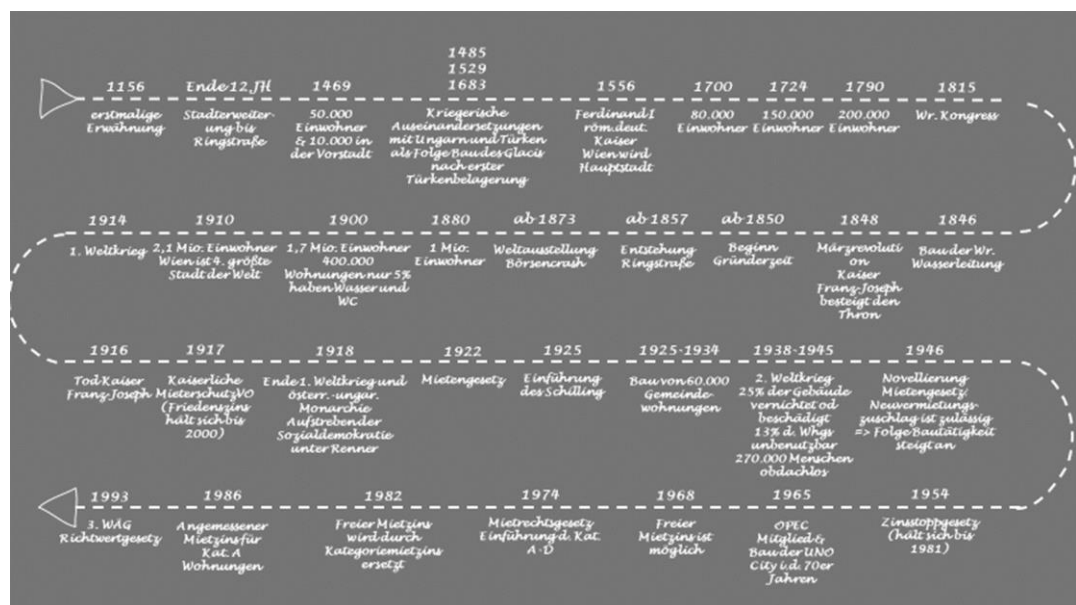 1156
erstmalige
Erwähnung
Ende 12.JH
Stadterweiter-
ung bis
Ringstraße
1469
50.000
Einwohner
& 10.000 in
der Vorstadt
1485
1529
1683
Kriegerische
Auseinandersetzungen
mit Ungarn und Türken
als Folge Bau des Glacis
nach erster
Türkenbelagerung
1556
Ferdinand I
röm.deut.
Kaiser
Wien wird
Hauptstadt
1700
80.000
Einwohner
1724
150.000
Einwohner
1790
200.000
Einwohner
1815
Wr. Kongress
1914
1. Weltkrieg
1910
2,1 Mio. Einwohner
Wien ist 4. größte
Stadt der Welt
1900
1,7 Mio. Einwohner
400.000
Wohnungen nur 5%
haben Wasser und
WC
1880
1 Mio.
Einwohner
ab 1873
Weltausstellung
Börsencrash
ab 1857
Entstehung
Ringstraße
ab 1850
Beginn
Gründerzeit
1848
Märzrevoluti
on
Kaiser
Franz-Joseph
besteigt den
Thron
1846
Bau der Wr.
Wasserleitung
1916
Tod Kaiser
Franz-Joseph
1917
Kaiserliche
MieterschutzVO
(Friedenszins
hält sich bis
2000)
1918
Ende 1. Weltkrieg und
österr.-ungar.
Monarchie
Aufstreben der
Sozialdemokratie
unter Renner
1922
Mietengesetz
1925
Einführung
des Schilling
1925-1934
Bau von 60.000
Gemeinde-
wohnungen
1938-1945
2. Weltkrieg
25% der Gebäude
vernichtet od
beschädigt
13% d. Whgs
unbenutzbar
270.000 Menschen
obdachlos
1946
Novellierung
Mietengesetz:
Neuvermietungs-
zuschlag ist zulässig
=> Folge Bautätigkeit
steigt an
1993
3. WÄG
Richtwertgesetz
1986
Angemessener
Mietzins für
Kat. A
Wohnungen
1982
Freier Mietzins
wird durch
Kategoriemietzins
ersetzt
1974
Mietrechtsgesetz
Einführung d. Kat.
A-D
1968
Freier
Mietzins ist
möglich
1965
OPEC
Mitglied &
Bau der UNO
City i.d. 70er
Jahren
1954
Zinsstoppgesetz
(hält sich bis
1981)